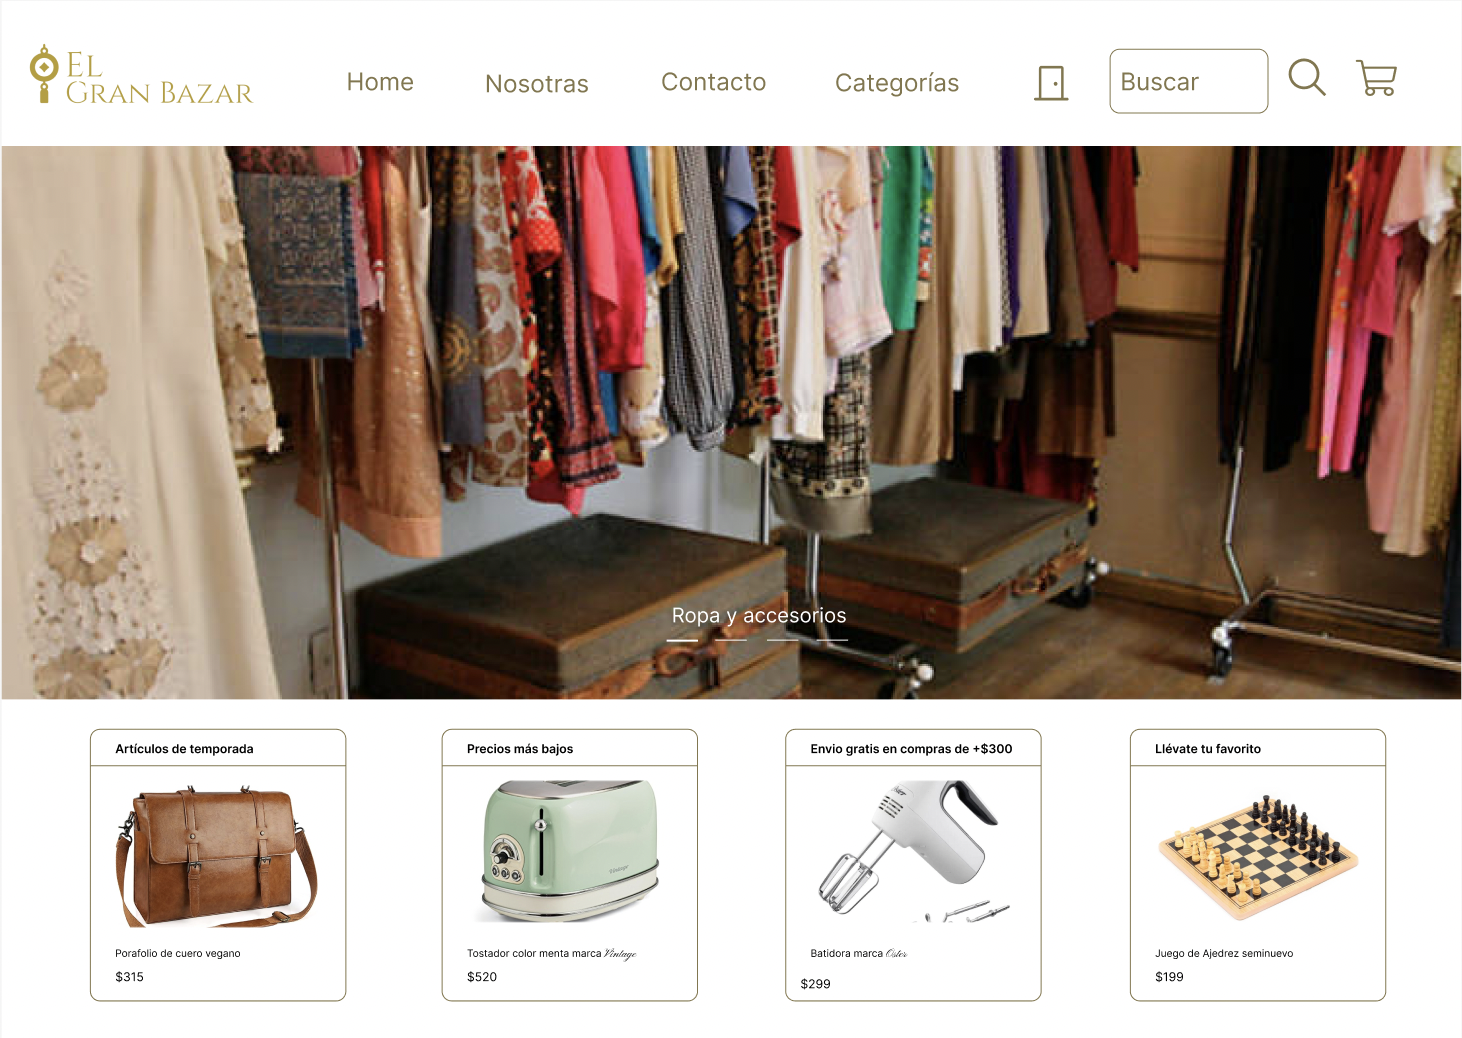 EL
GRAN BAZAR
Home
Nosotras
Contacto
Categorías
Buscar
Ropa y accesorios
Artículos de temporada
Porafolio de cuero vegano
$315
Precios más bajos
Tostador color menta marca Vintage
$520
Envio gratis en compras de +$300
Batidora marca Oster
$299
Llévate tu favorito
Juego de Ajedrez seminuevo
$199